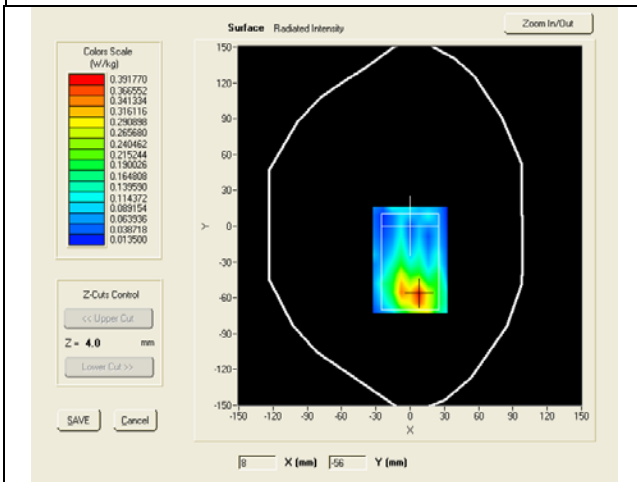 Surface Radiated Intensity
Zoom In/Out
Colors Scale
(W/kg)
0.391770
0.366552
0.341334
0.316116
0.290898
0.265680
0.240462
0.215244
0.190026
0.164808
0.139590
0.114372
0.089154
0.063936
0.038718
0.013500
Z-Cuts Control
<< Upper Cut
Z = 4.0 mm
Lower Cut >>
SAVE Cancel
150
120
90
60
30
0
-30
-60
-90
-120
-150
Y
-150 -120 -90 -60 -30 0 30 60 90 120 150
X
8 X (mm) -56 Y (mm)